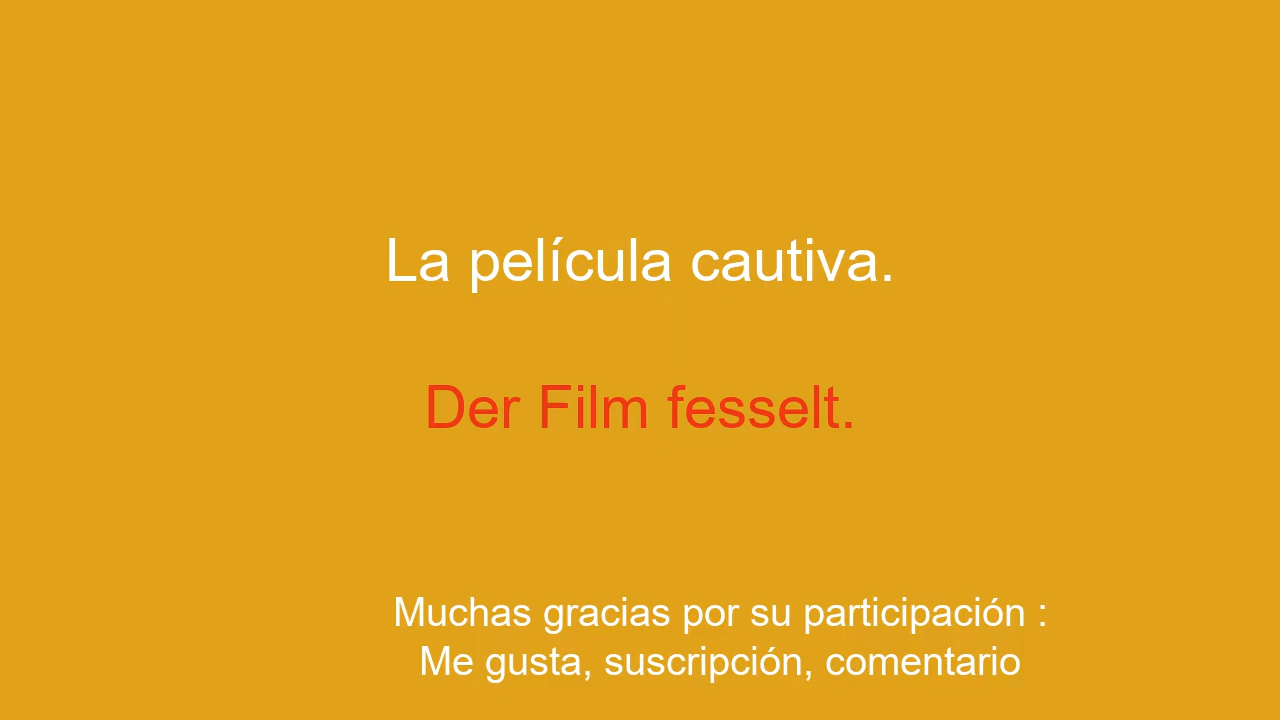 La película cautiva.
Der Film fesselt.
Muchas gracias por su participación :
Me gusta, suscripción, comentario